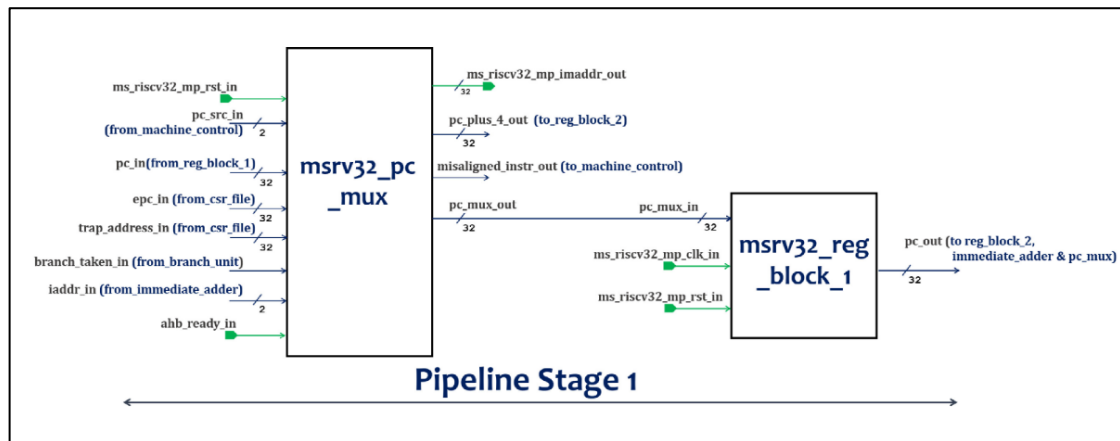 ms_riscv32_mp_rst_in
pc_src_in
(from_machine_control)
2
pc_in(from_reg_block_1)
32
epc_in (from_csr_file)
32
trap_address_in (from_csr_file)
32
branch_taken_in (from_branch_unit)
iaddr_in (from_immediate_adder)
2
ahb_ready_in
msrv32_pc
_mux
ms_riscv32_mp_imaddr_out
32
pc_plus_4_out (to_reg_block_2)
32
misaligned_instr_out (to_machine_control)
pc_mux_out
32
pc_mux_in
32
ms_riscv32_mp_clk_in
ms_riscv32_mp_rst_in
msrv32_reg
_block_1
pc_out (to reg_block_2,
immediate_adder & pc_mux)
32
Pipeline Stage 1